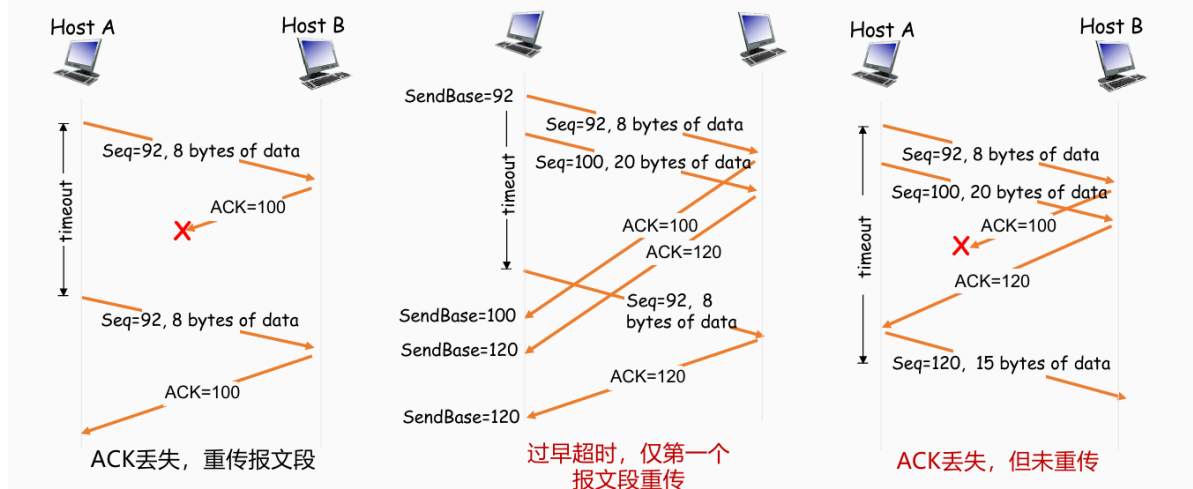 Host A
Host B
timeout
Seq=92, 8 bytes of data
ACK=100
Seq=92, 8 bytes of data
ACK=100
ACK丢失，重传报文段
SendBase=92
timeout
Seq=92, 8 bytes of data
Seq=100, 20 bytes of data
ACK=100
ACK=120
Seq=92, 8
bytes of data
SendBase=100
SendBase=120
ACK=120
SendBase=120
过早超时，仅第一个
报文段重传
Host A
Host B
timeout
Seq=92, 8 bytes of data
Seq=100, 20 bytes of data
ACK=100
ACK=120
Seq=120, 15 bytes of data
ACK丢失，但未重传